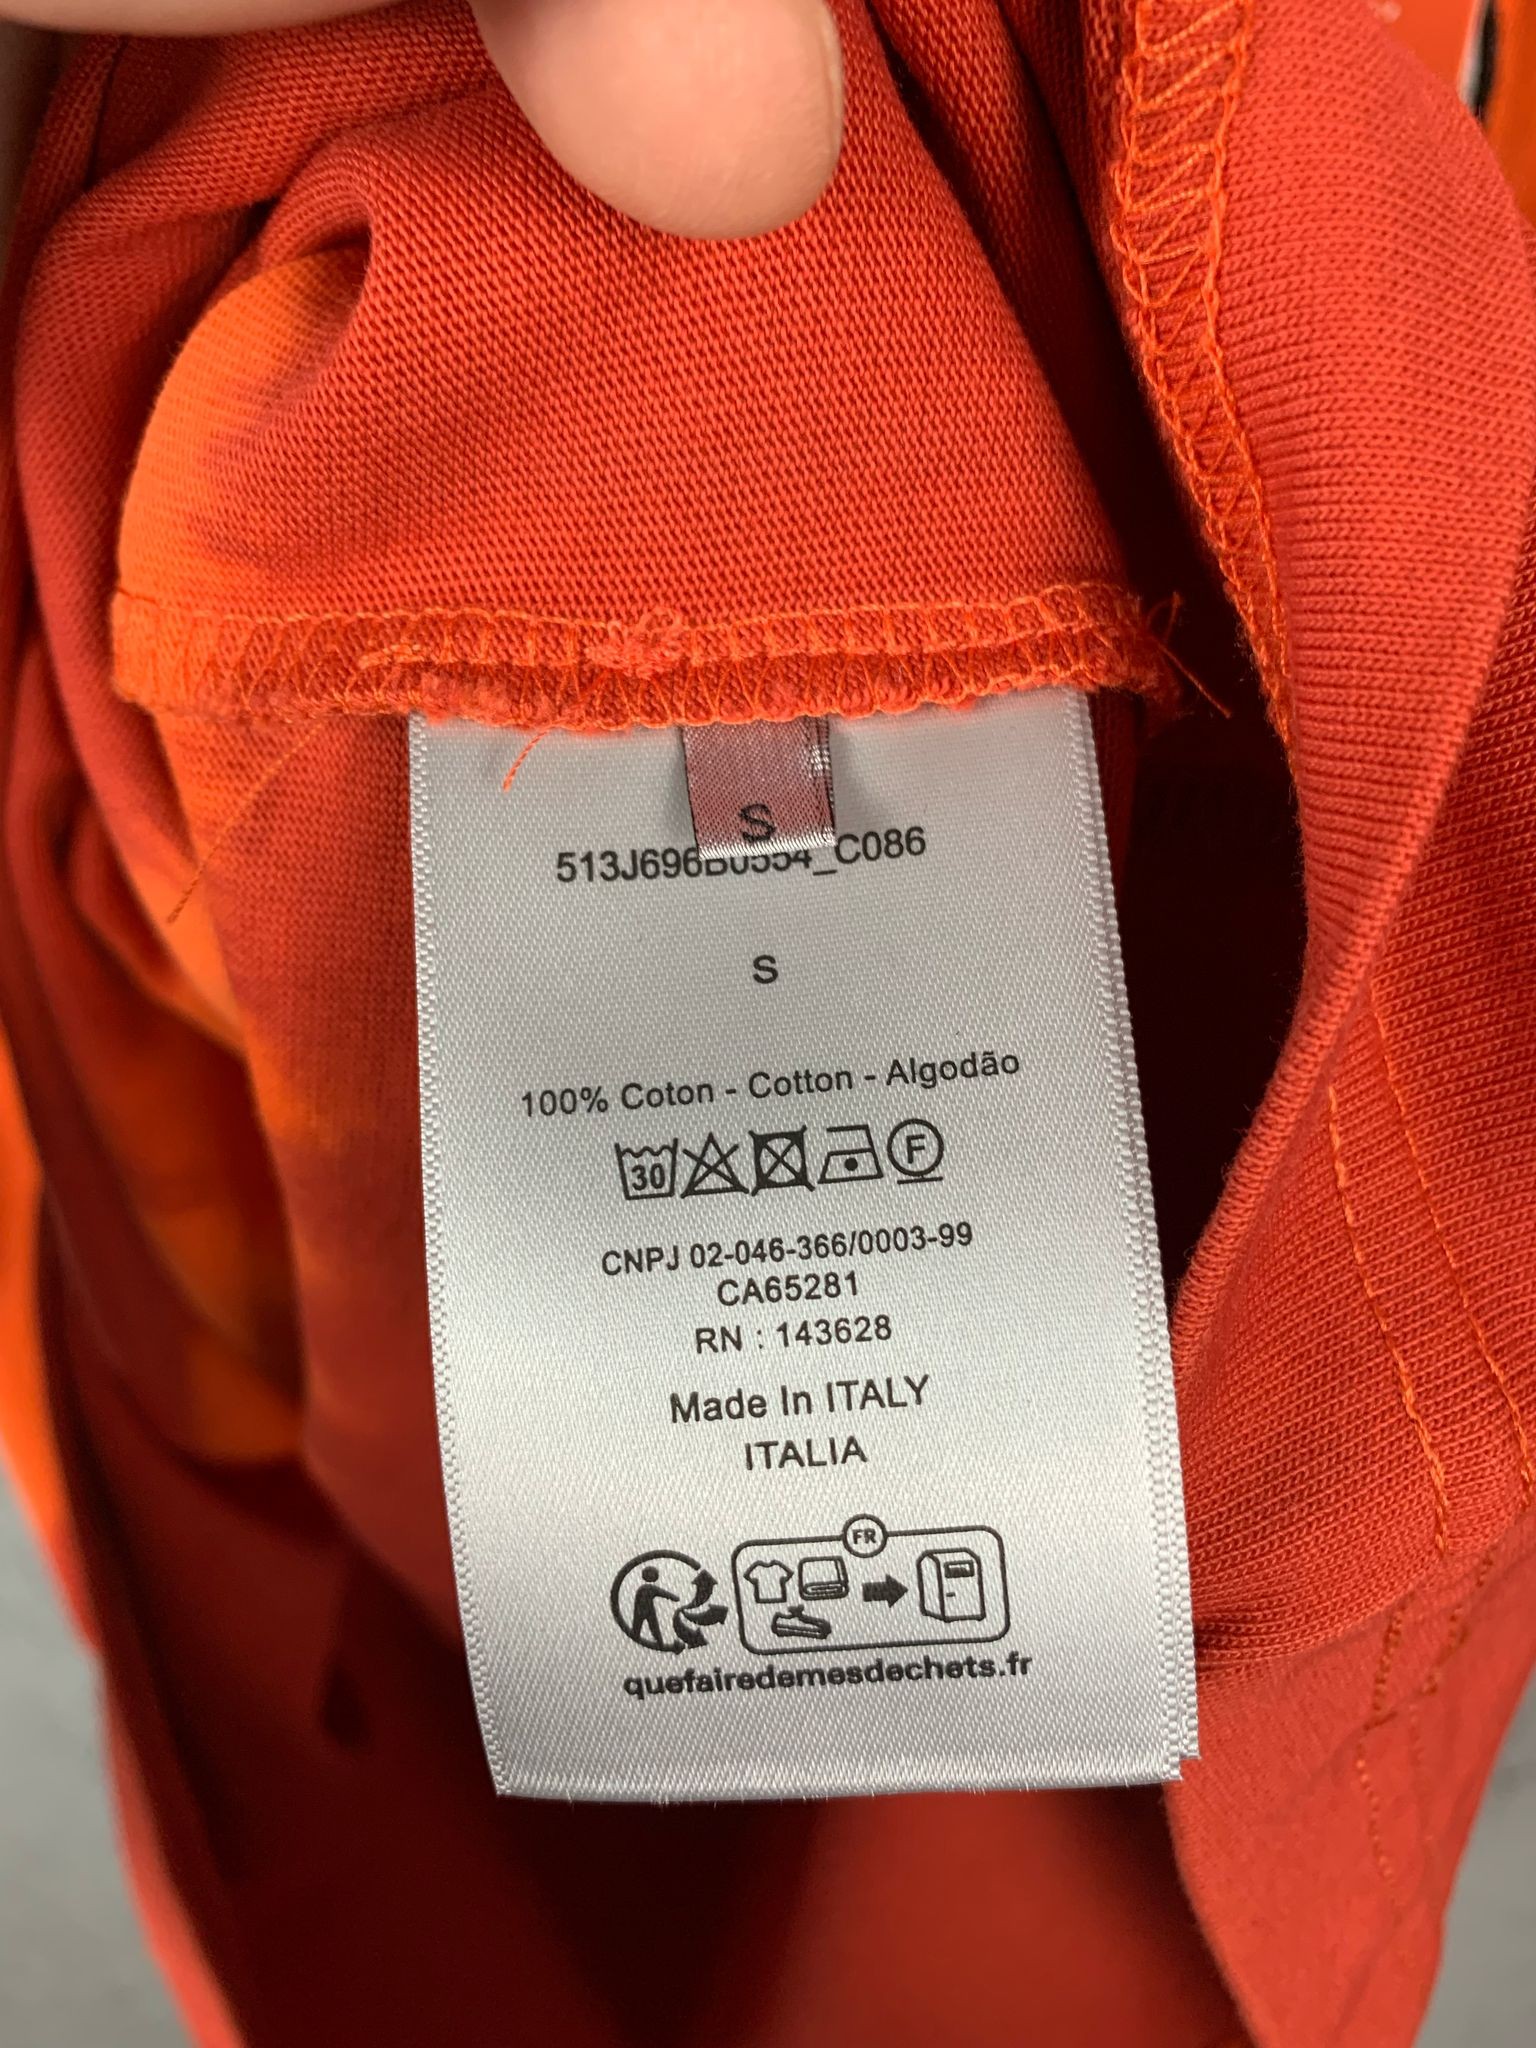 S
513J696B0554_C086
S
100% Coton - Cotton - Algodão
30 F
CNPJ 02-046-366/0003-99
CA65281
RN : 143628
Made In ITALY
ITALIA
FR
quefairedemesdechets.fr